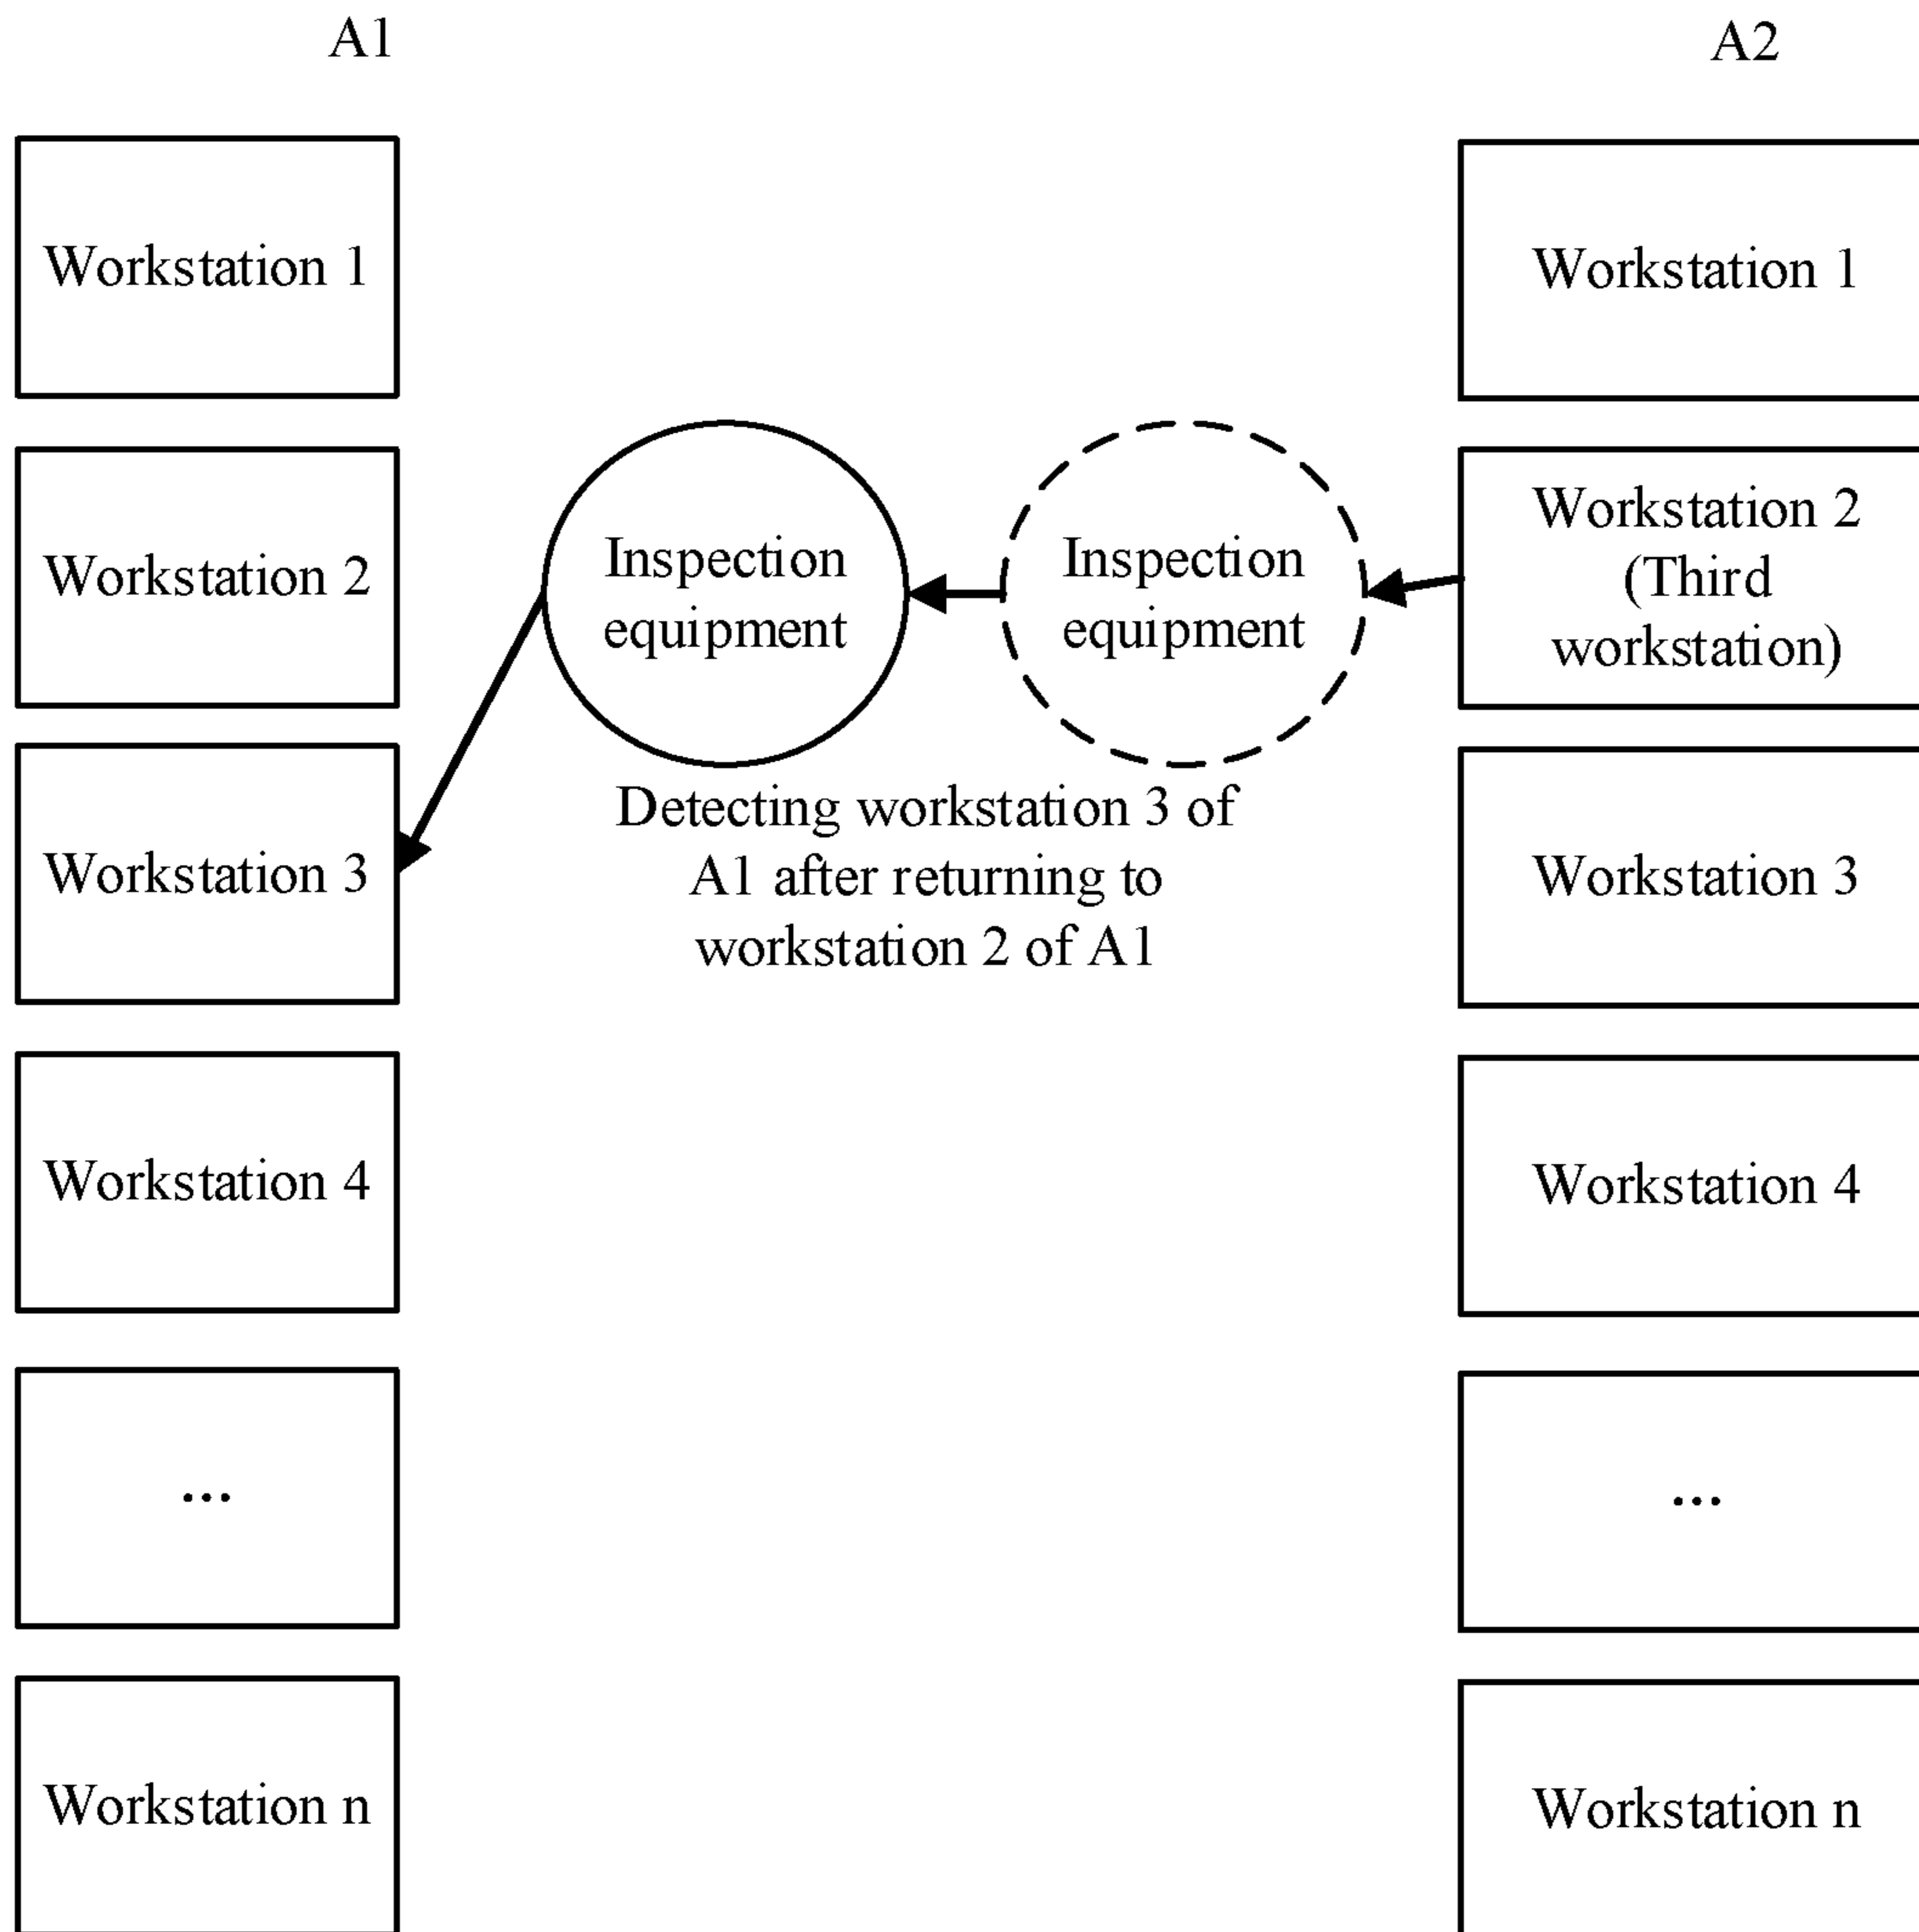 A1
A2
Workstation 1
Workstation 1
Workstation 2
Inspection
equipment
Inspection
equipment
Workstation 2
(Third
workstation)
Workstation 3
Detecting workstation 3 of
A1 after returning to
workstation 2 of A1
Workstation 3
Workstation 4
Workstation 4
...
...
Workstation n
Workstation n